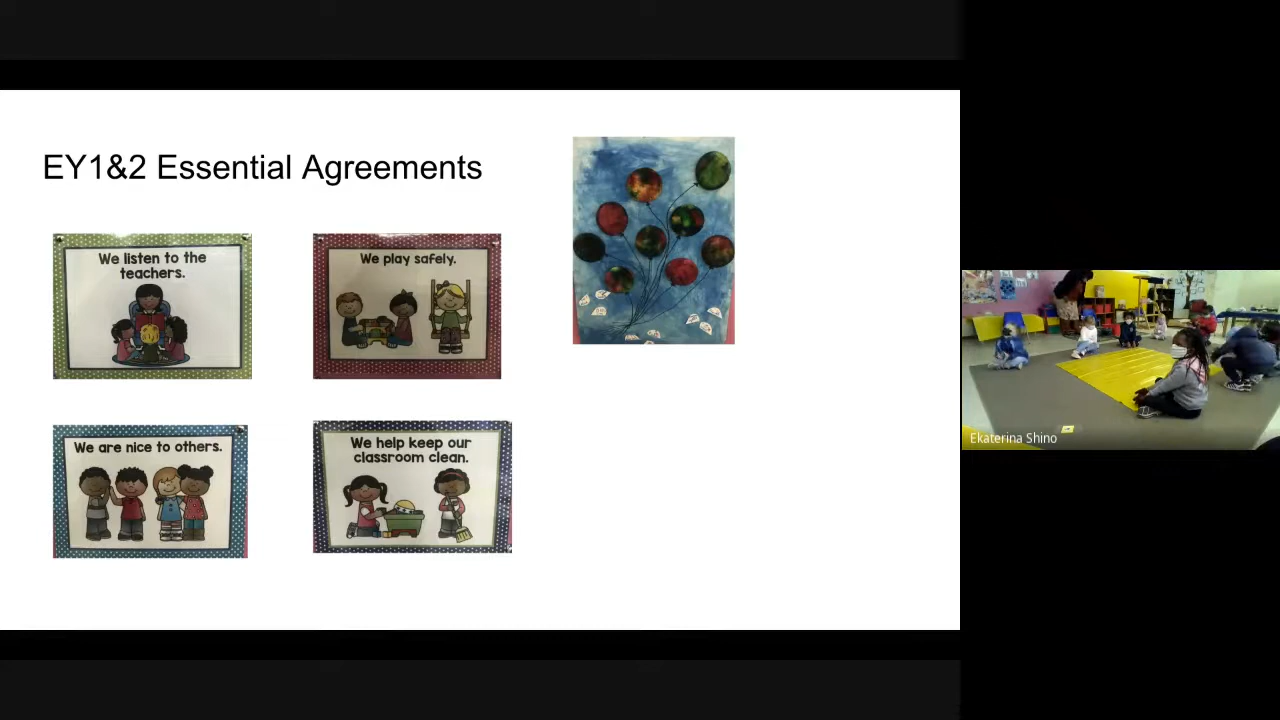 EY1&2 Essential Agreements
We listen to the
teachers.
We play safely.
We are nice to others.
We help keep our
classroom clean.
Ekaterina Shino